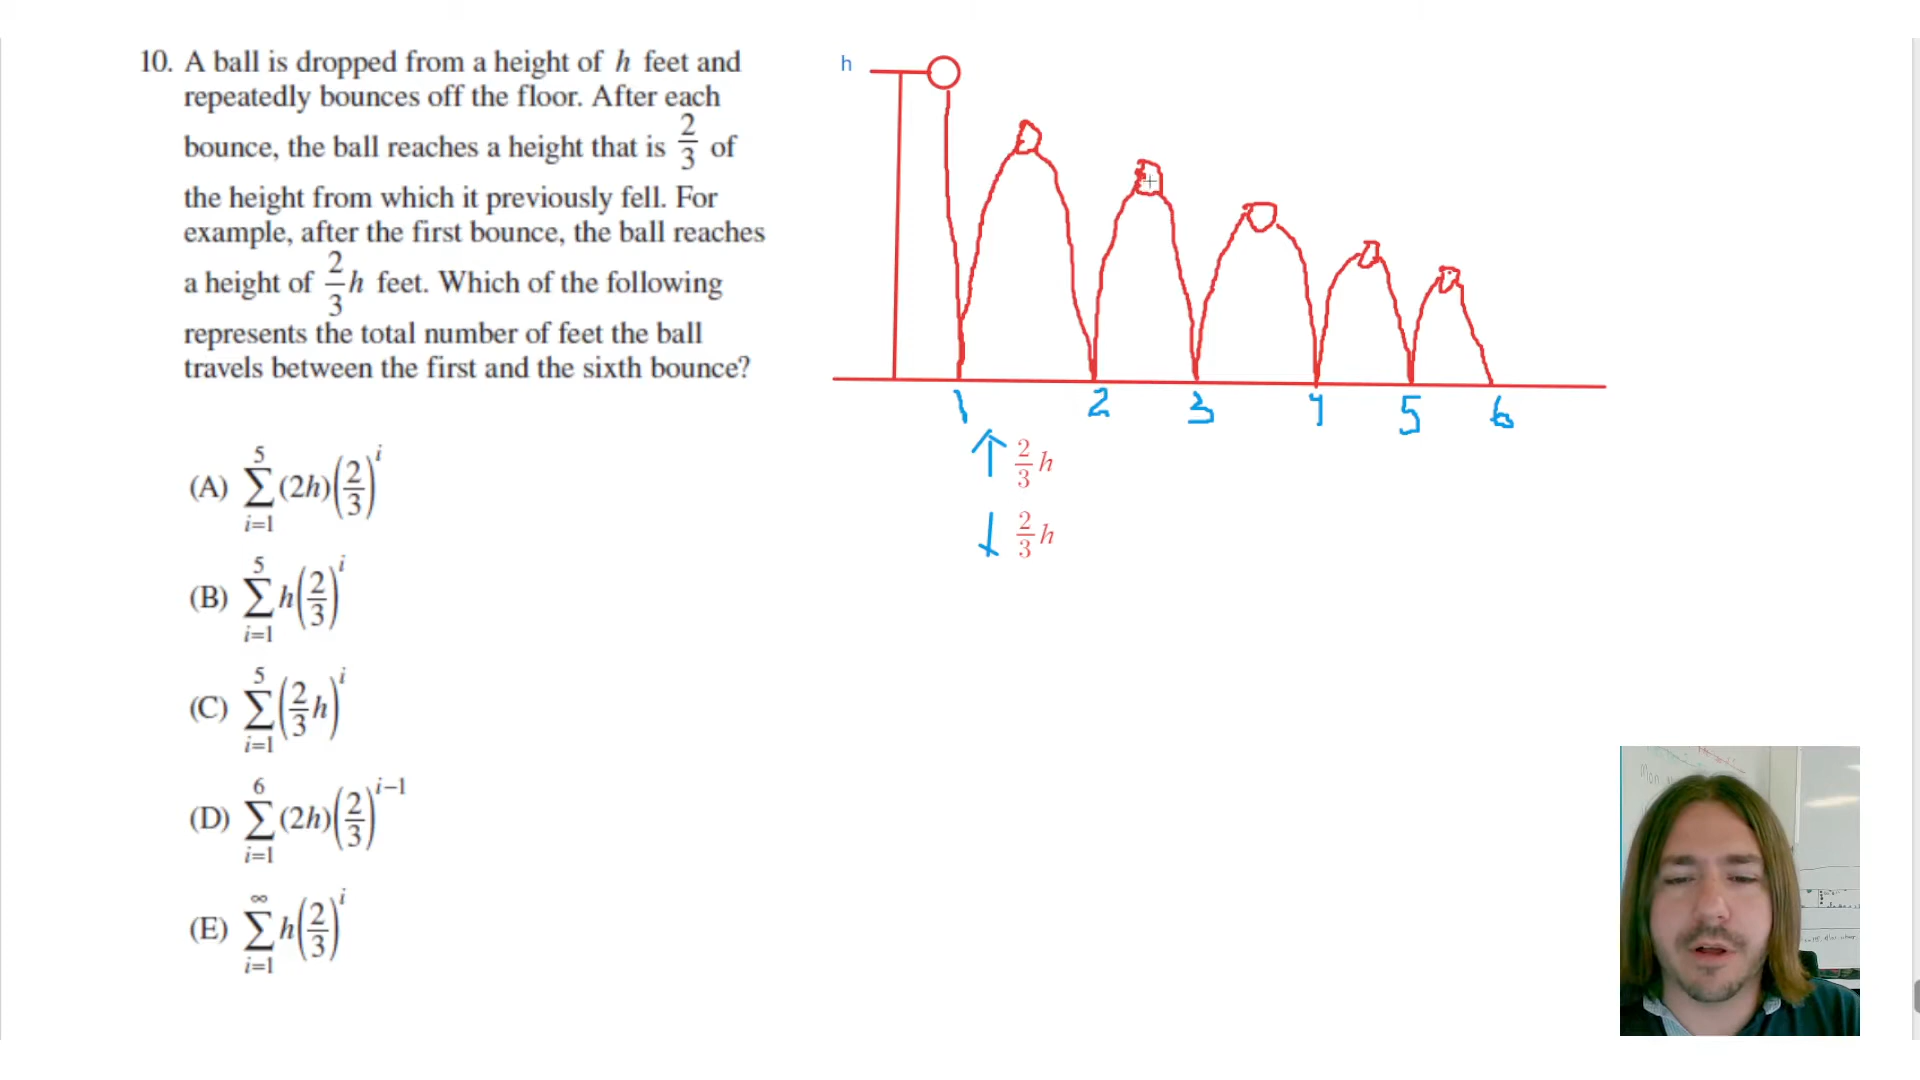 10. A ball is dropped from a height of h feet and
repeatedly bounces off the floor. After each
bounce, the ball reaches a height that is 2/3 of
the height from which it previously fell. For
example, after the first bounce, the ball reaches
a height of 2/3 h feet. Which of the following
represents the total number of feet the ball
travels between the first and the sixth bounce?
(A) 5 ∑ i=1 (2h)(2/3)^i
(B) 5 ∑ i=1 h(2/3)^i
(C) 5 ∑ i=1 (2/3 h)^i
(D) 6 ∑ i=1 (2h)(2/3)^i−1
(E) ∞ ∑ i=1 h(2/3)^i
h
1 2 3 4 5 6
↑ 2/3 h
↓ 2/3 h
Mon